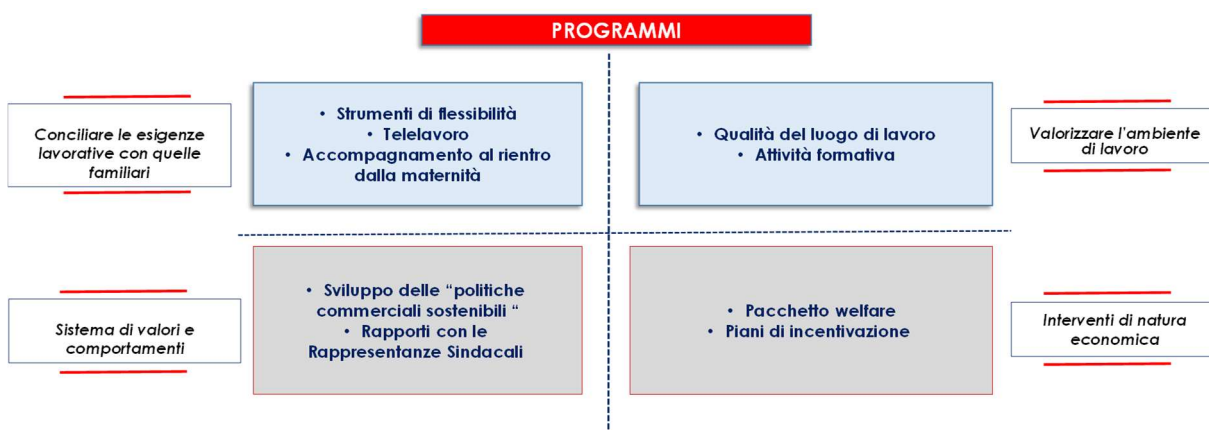 PROGRAMMI
Conciliare le esigenze
lavorative con quelle
familiari
• Strumenti di flessibilità
• Telelavoro
• Accompagnamento al rientro
dalla maternità
• Qualità del luogo di lavoro
• Attività formativa
Valorizzare l'ambiente
di lavoro
Sistema di valori e
comportamenti
• Sviluppo delle "politiche
commerciali sostenibili "
• Rapporti con le
Rappresentanze Sindacali
• Pacchetto welfare
• Piani di incentivazione
Interventi di natura
economica